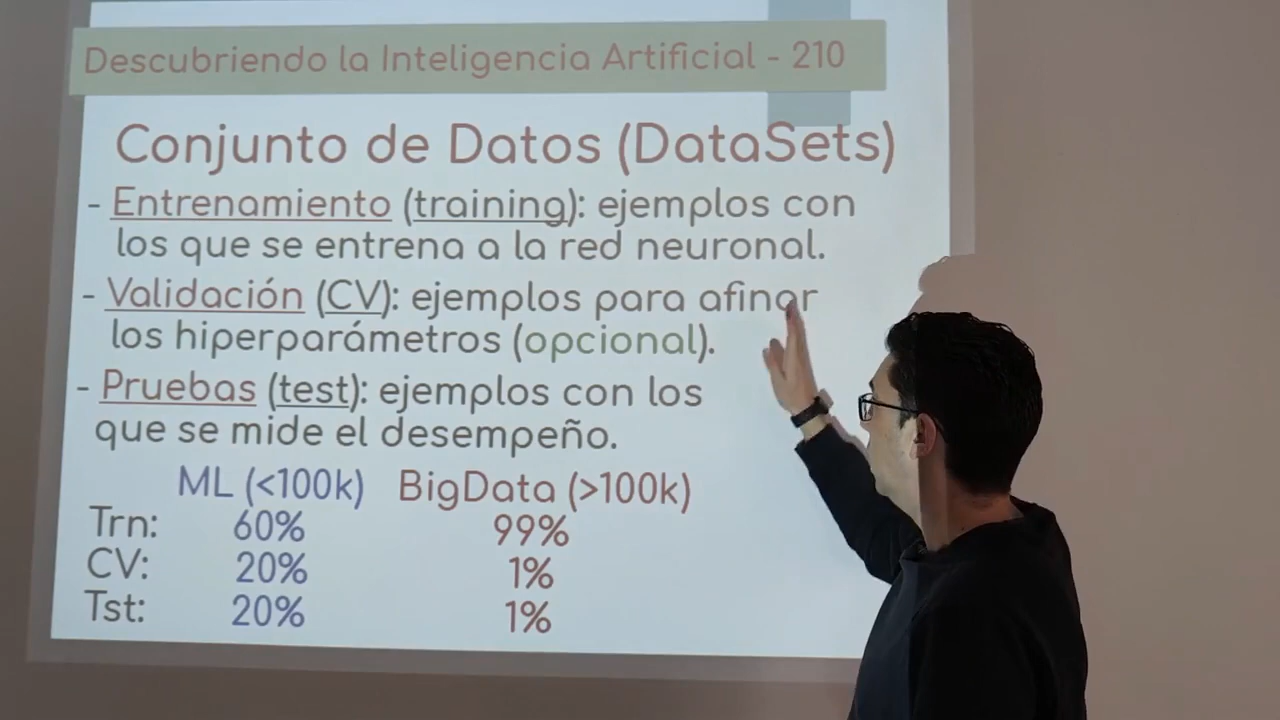 Descubriendo la Inteligencia Artificial - 210
Conjunto de Datos (DataSets)
- Entrenamiento (training): ejemplos con
los que se entrena a la red neuronal.
- Validación (CV): ejemplos para afinar
los hiperparámetros (opcional).
- Pruebas (test): ejemplos con los
que se mide el desempeño.
ML (<100k) BigData (>100k)
Trn: 60% 99%
CV: 20% 1%
Tst: 20% 1%